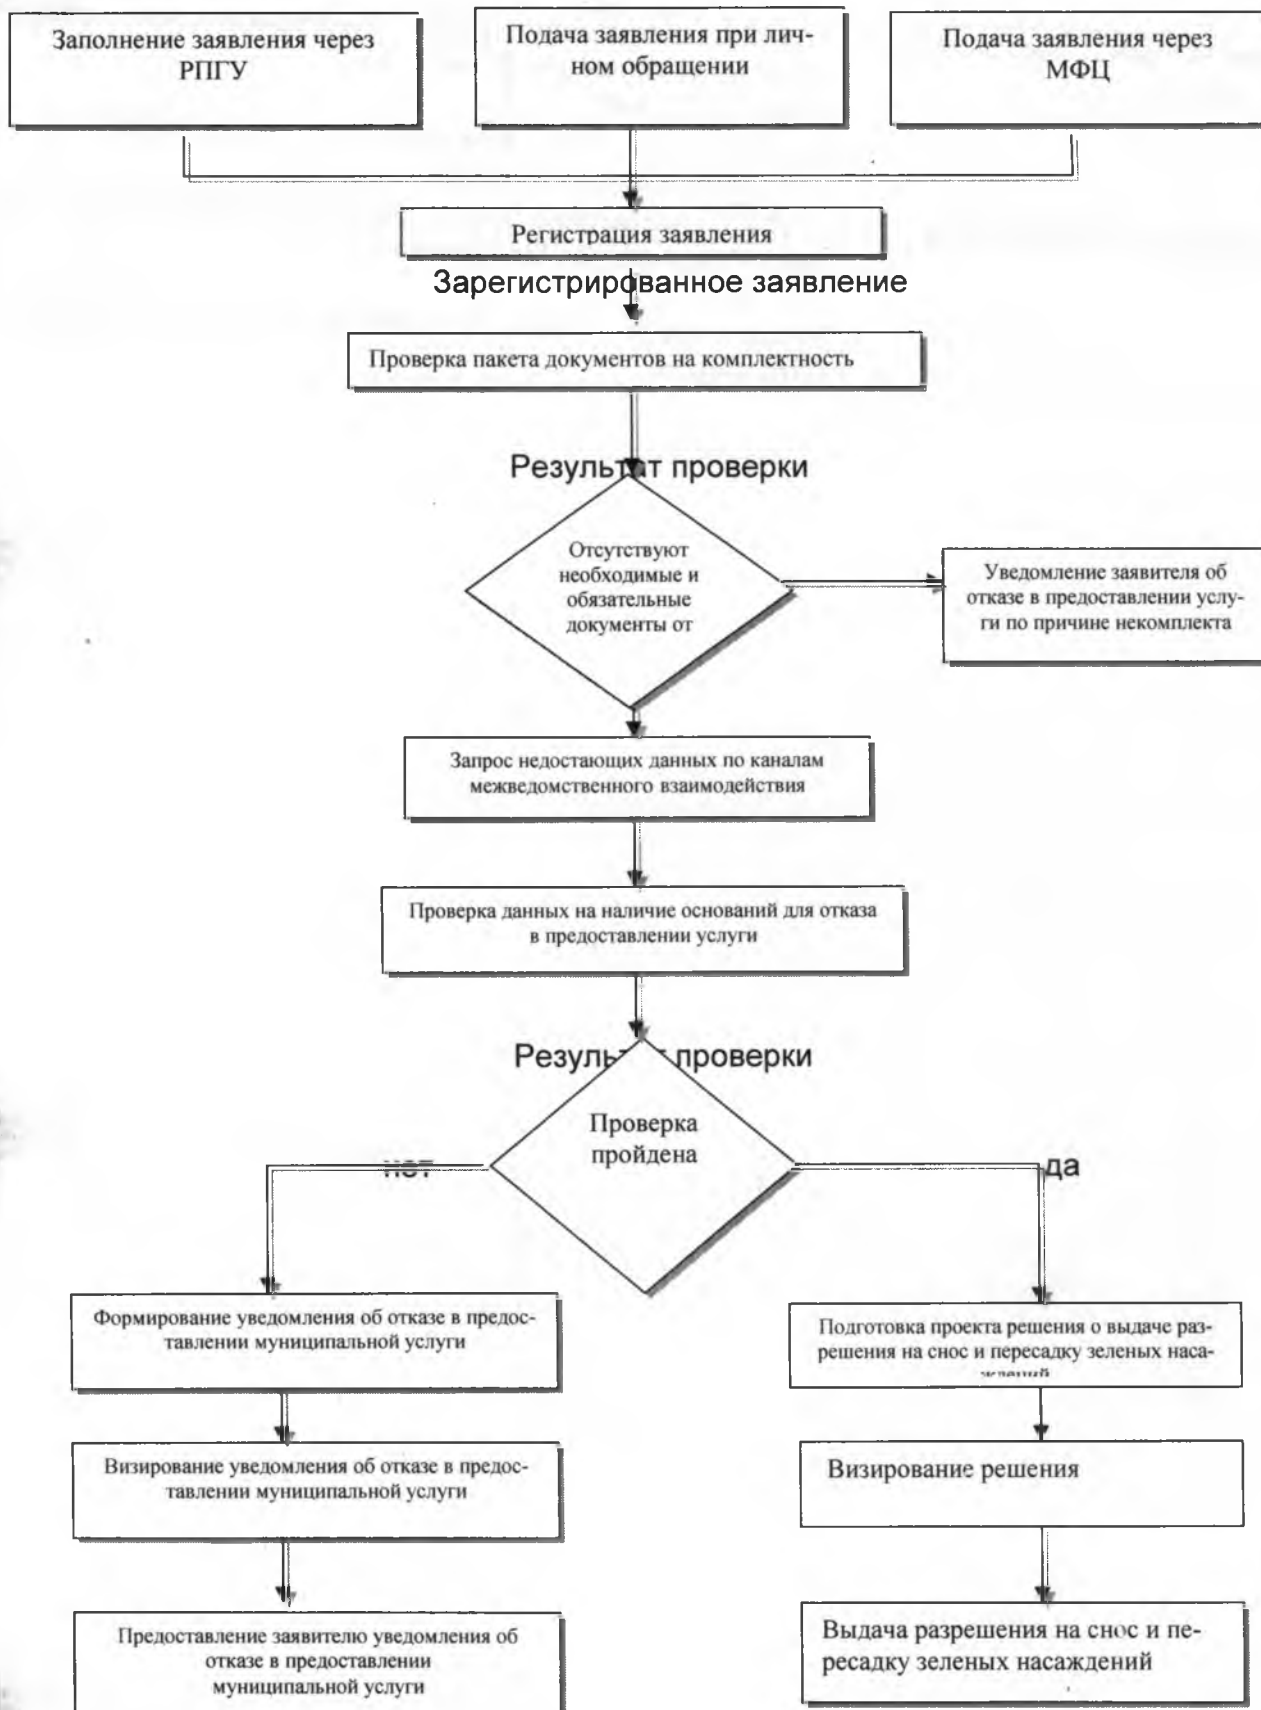 Заполнение заявления через
РПГУ
Подача заявления при лич-
ном обращении
Подача заявления через
МФЦ
Регистрация заявления
Зарегистрированное заявление
Проверка пакета документов на комплектность
Результат проверки
Отсутствуют
необходимые и
обязательные
документы от
Уведомление заявителя об
отказе в предоставлении услу-
ги по причине некомплекта
Запрос недостающих данных по каналам
межведомственного взаимодействия
Проверка данных на наличие оснований для отказа
в предоставлении услуги
Результат проверки
Проверка
пройдена
нет
да
Формирование уведомления об отказе в предос-
тавлении муниципальной услуги
Подготовка проекта решения о выдаче раз-
решения на снос и пересадку зеленых наса-
ждений
Визирование уведомления об отказе в предос-
тавлении муниципальной услуги
Визирование решения
Предоставление заявителю уведомления об
отказе в предоставлении
муниципальной услуги
Выдача разрешения на снос и пе-
ресадку зеленых насаждений